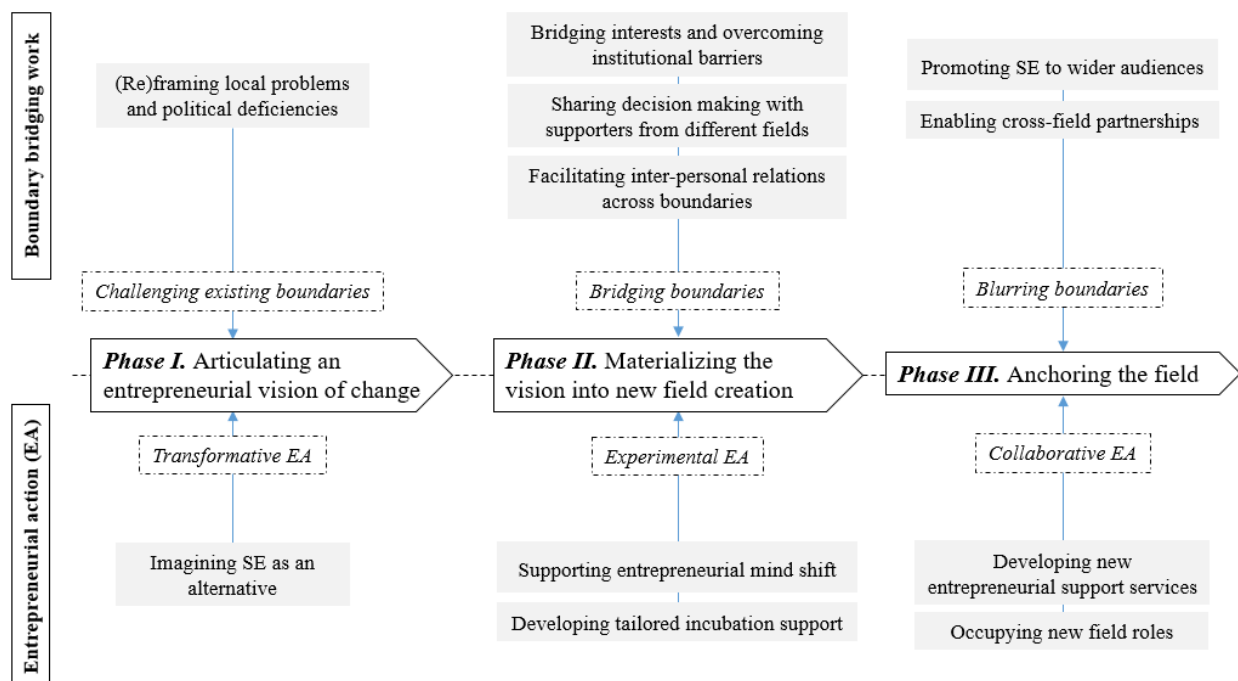 Boundary bridging work
(Re)framing local problems
and political deficiencies
Bridging interests and overcoming
institutional barriers
Sharing decision making with
supporters from different fields
Facilitating inter-personal relations
across boundaries
Promoting SE to wider audiences
Enabling cross-field partnerships
Challenging existing boundaries
Bridging boundaries
Blurring boundaries
Phase I. Articulating an
entrepreneurial vision of change
Phase II. Materializing the
vision into new field creation
Phase III. Anchoring the field
Entrepreneurial action (EA)
Transformative EA
Experimental EA
Collaborative EA
Imagining SE as an
alternative
Supporting entrepreneurial mind shift
Developing tailored incubation support
Developing new
entrepreneurial support services
Occupying new field roles